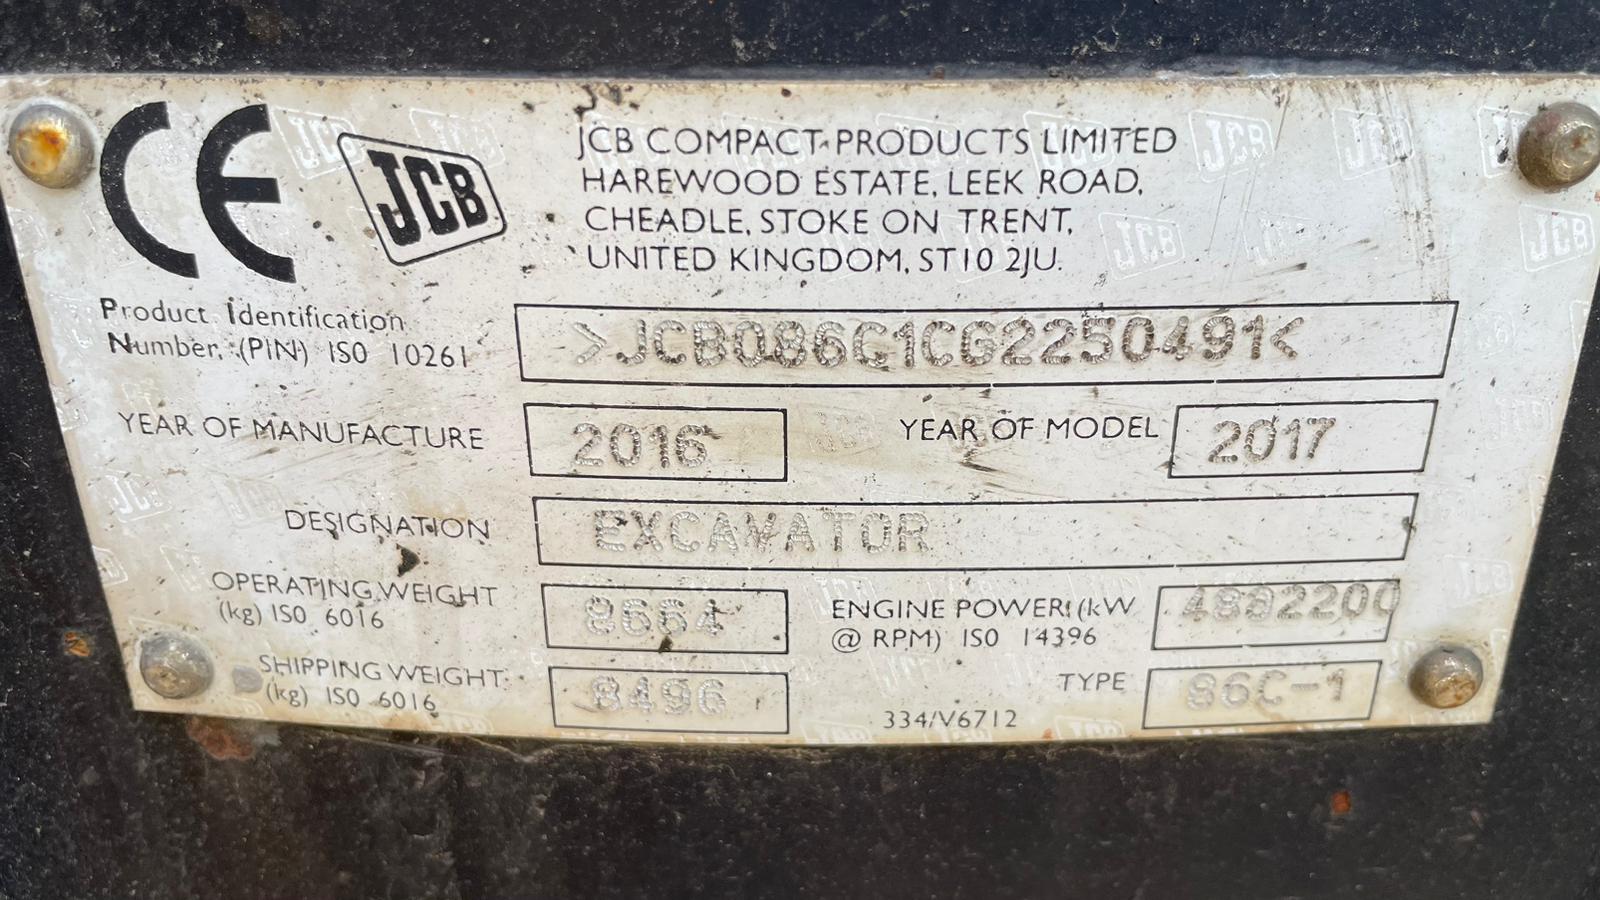 CE
JCB
JCB COMPACT PRODUCTS LIMITED
HAREWOOD ESTATE, LEEK ROAD,
CHEADLE, STOKE ON TRENT,
UNITED KINGDOM, ST10 2JU.
Product Identification
Number. (PIN) ISO 10261
>JCB086C1CG2250491<
YEAR OF MANUFACTURE 2016 YEAR OF MODEL 2017
DESIGNATION EXCAVATOR
OPERATING WEIGHT
(kg) ISO 6016
8664
ENGINE POWER (kW
@ RPM) ISO 14396
4882200
SHIPPING WEIGHT
(kg) ISO 6016
8496
334/V6712
TYPE 86C-1